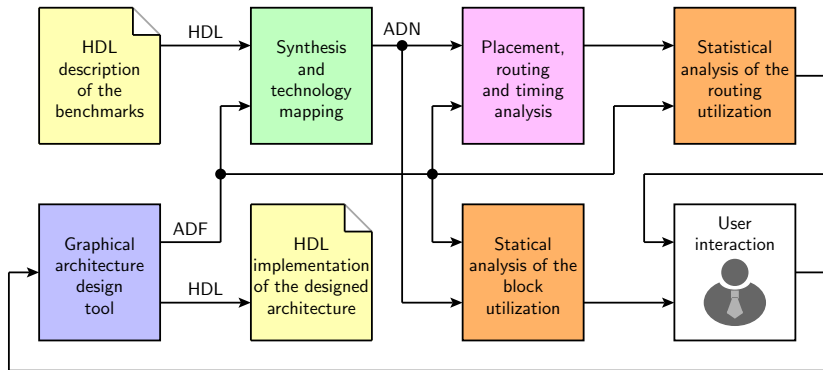 HDL
description
of the
benchmarks
HDL
Synthesis
and
technology
mapping
ADN
Placement,
routing
and timing
analysis
Statistical
analysis of the
routing
utilization
Graphical
architecture
design
tool
ADF
HDL
HDL
implementation
of the designed
architecture
Statical
analysis of the
block
utilization
User
interaction